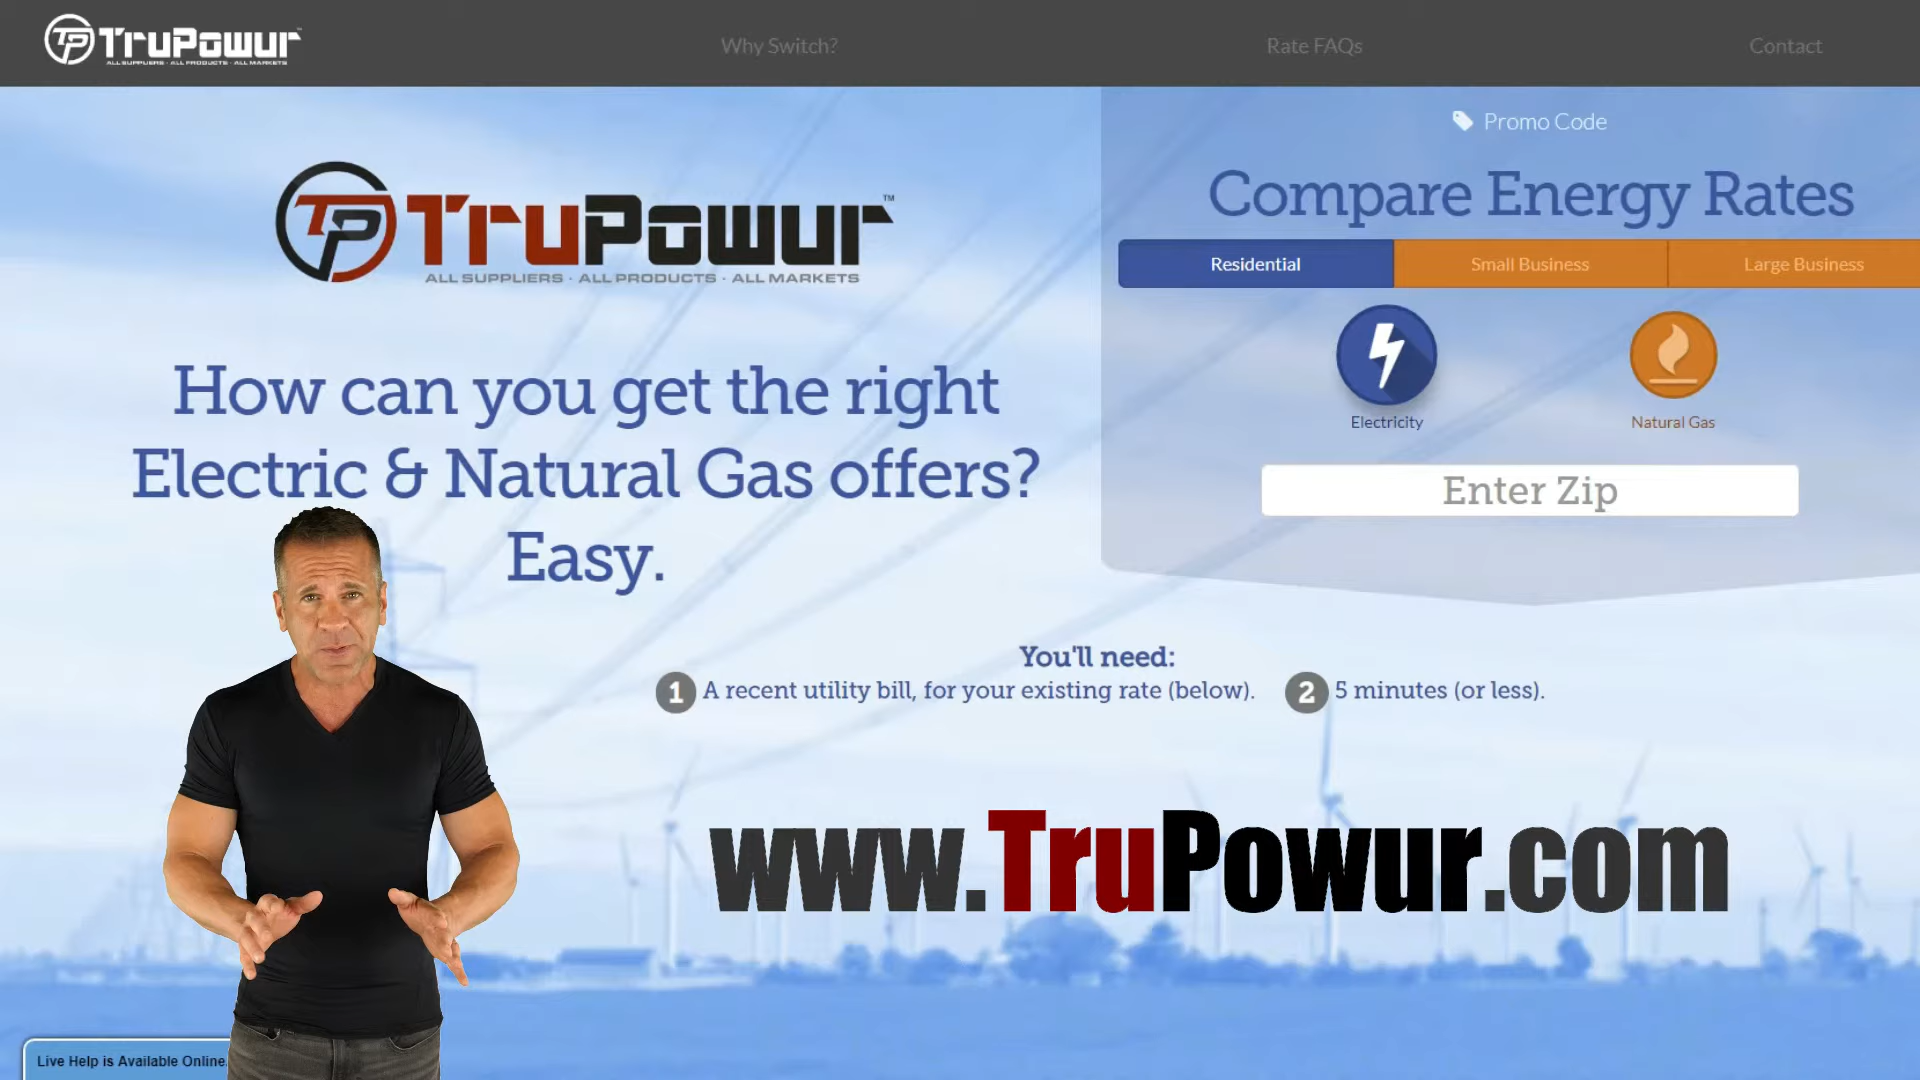 TP TruPowur
ALL SUPPLIERS · ALL PRODUCTS · ALL MARKETS
Why Switch?
Rate FAQs
Contact
TP TruPowur™
ALL SUPPLIERS · ALL PRODUCTS · ALL MARKETS
How can you get the right
Electric & Natural Gas offers?
Easy.
Promo Code
Compare Energy Rates
Residential
Small Business
Large Business
Electricity
Natural Gas
Enter Zip
You'll need:
1 A recent utility bill, for your existing rate (below).
2 5 minutes (or less).
www.TruPowur.com
Live Help is Available Online